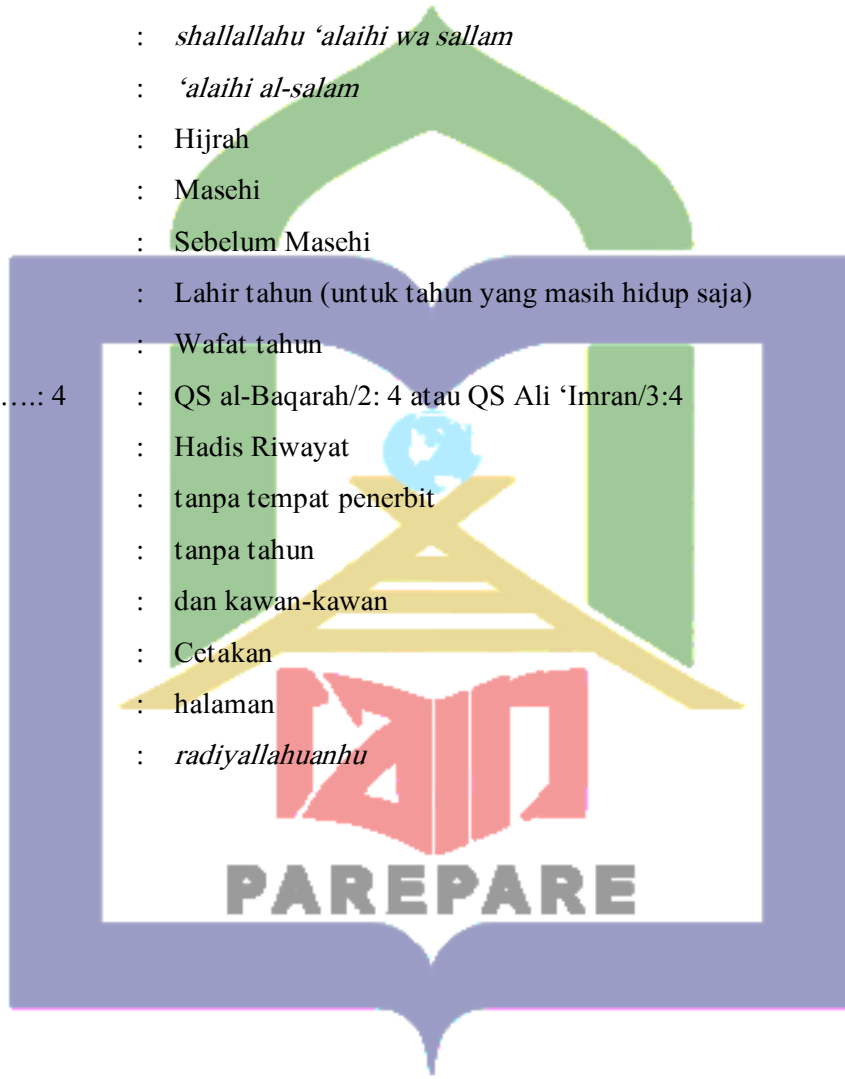 : shallallahu ‘alaihi wa sallam
: ‘alaihi al-salam
: Hijrah
: Masehi
: Sebelum Masehi
: Lahir tahun (untuk tahun yang masih hidup saja)
: Wafat tahun
….: 4 : QS al-Baqarah/2: 4 atau QS Ali ‘Imran/3:4
: Hadis Riwayat
: tanpa tempat penerbit
: tanpa tahun
: dan kawan-kawan
: Cetakan
: halaman
: radiyallahuanhu
iain
PAREPARE